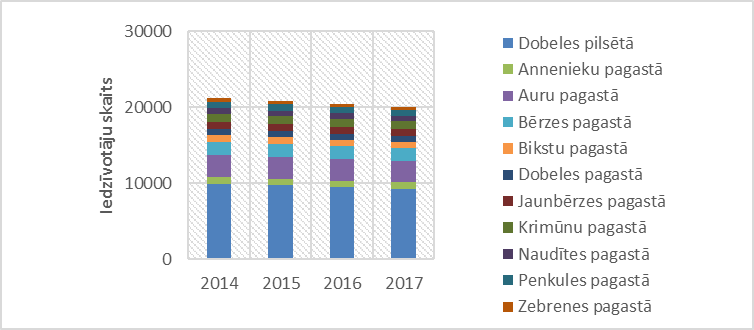 Iedzīvotāju skaits
30000
20000
10000
0
2014 2015 2016 2017
Dobeles pilsētā
Annenieku pagastā
Auru pagastā
Bērzes pagastā
Bikstu pagastā
Dobeles pagastā
Jaunbērzes pagastā
Krimūnu pagastā
Naudītes pagastā
Penkules pagastā
Zebrenes pagastā